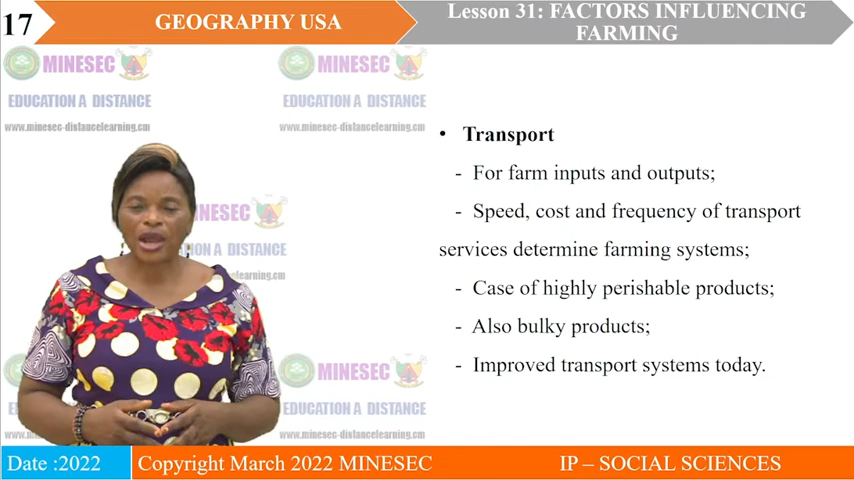 17
GEOGRAPHY USA
Lesson 31: FACTORS INFLUENCING
FARMING
MINESEC
MINESEC
EDUCATION A DISTANCE
EDUCATION A DISTANCE
www.minesec-distancelearning.cm
www.minesec-distancelearning.cm
• Transport
- For farm inputs and outputs;
- Speed, cost and frequency of transport
services determine farming systems;
- Case of highly perishable products;
- Also bulky products;
- Improved transport systems today.
NESEC
A DISTANCE
MINESEC
EDUCATION A DISTANCE
www.minesec-distancelearning.cm
Date :2022
Copyright March 2022 MINESEC
IP – SOCIAL SCIENCES